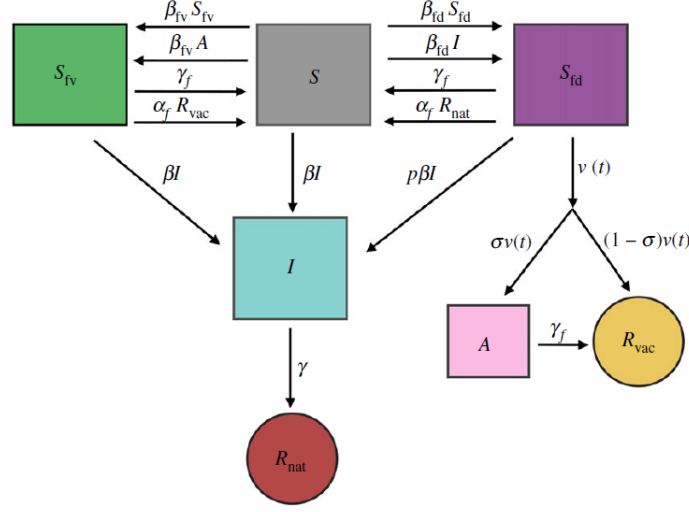 β_fv S_fv
β_fd S_fd
β_fv A
β_fd I
S_fv
γ_f
S
γ_f
S_fd
α_f R_vac
α_f R_nat
βI
βI
pβI
v (t)
σv(t)
(1 − σ)v(t)
I
A
γ_f
R_vac
γ
R_nat